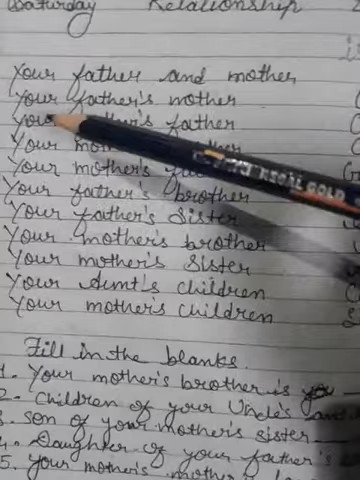 Saturday Relationship
Your father and mother
Your father's mother
Your father's father
Your
Your mother's
Your father's brother
Your father's Sister
Your mother's brother
Your mother's Sister
Your Aunt's children
Your mother's children
Fill in the blanks.
1. Your mother's brother is
2. Children of your Uncle's and
3. son of your mother's sister
4. Daughter of your father's
5. Your mother's mother